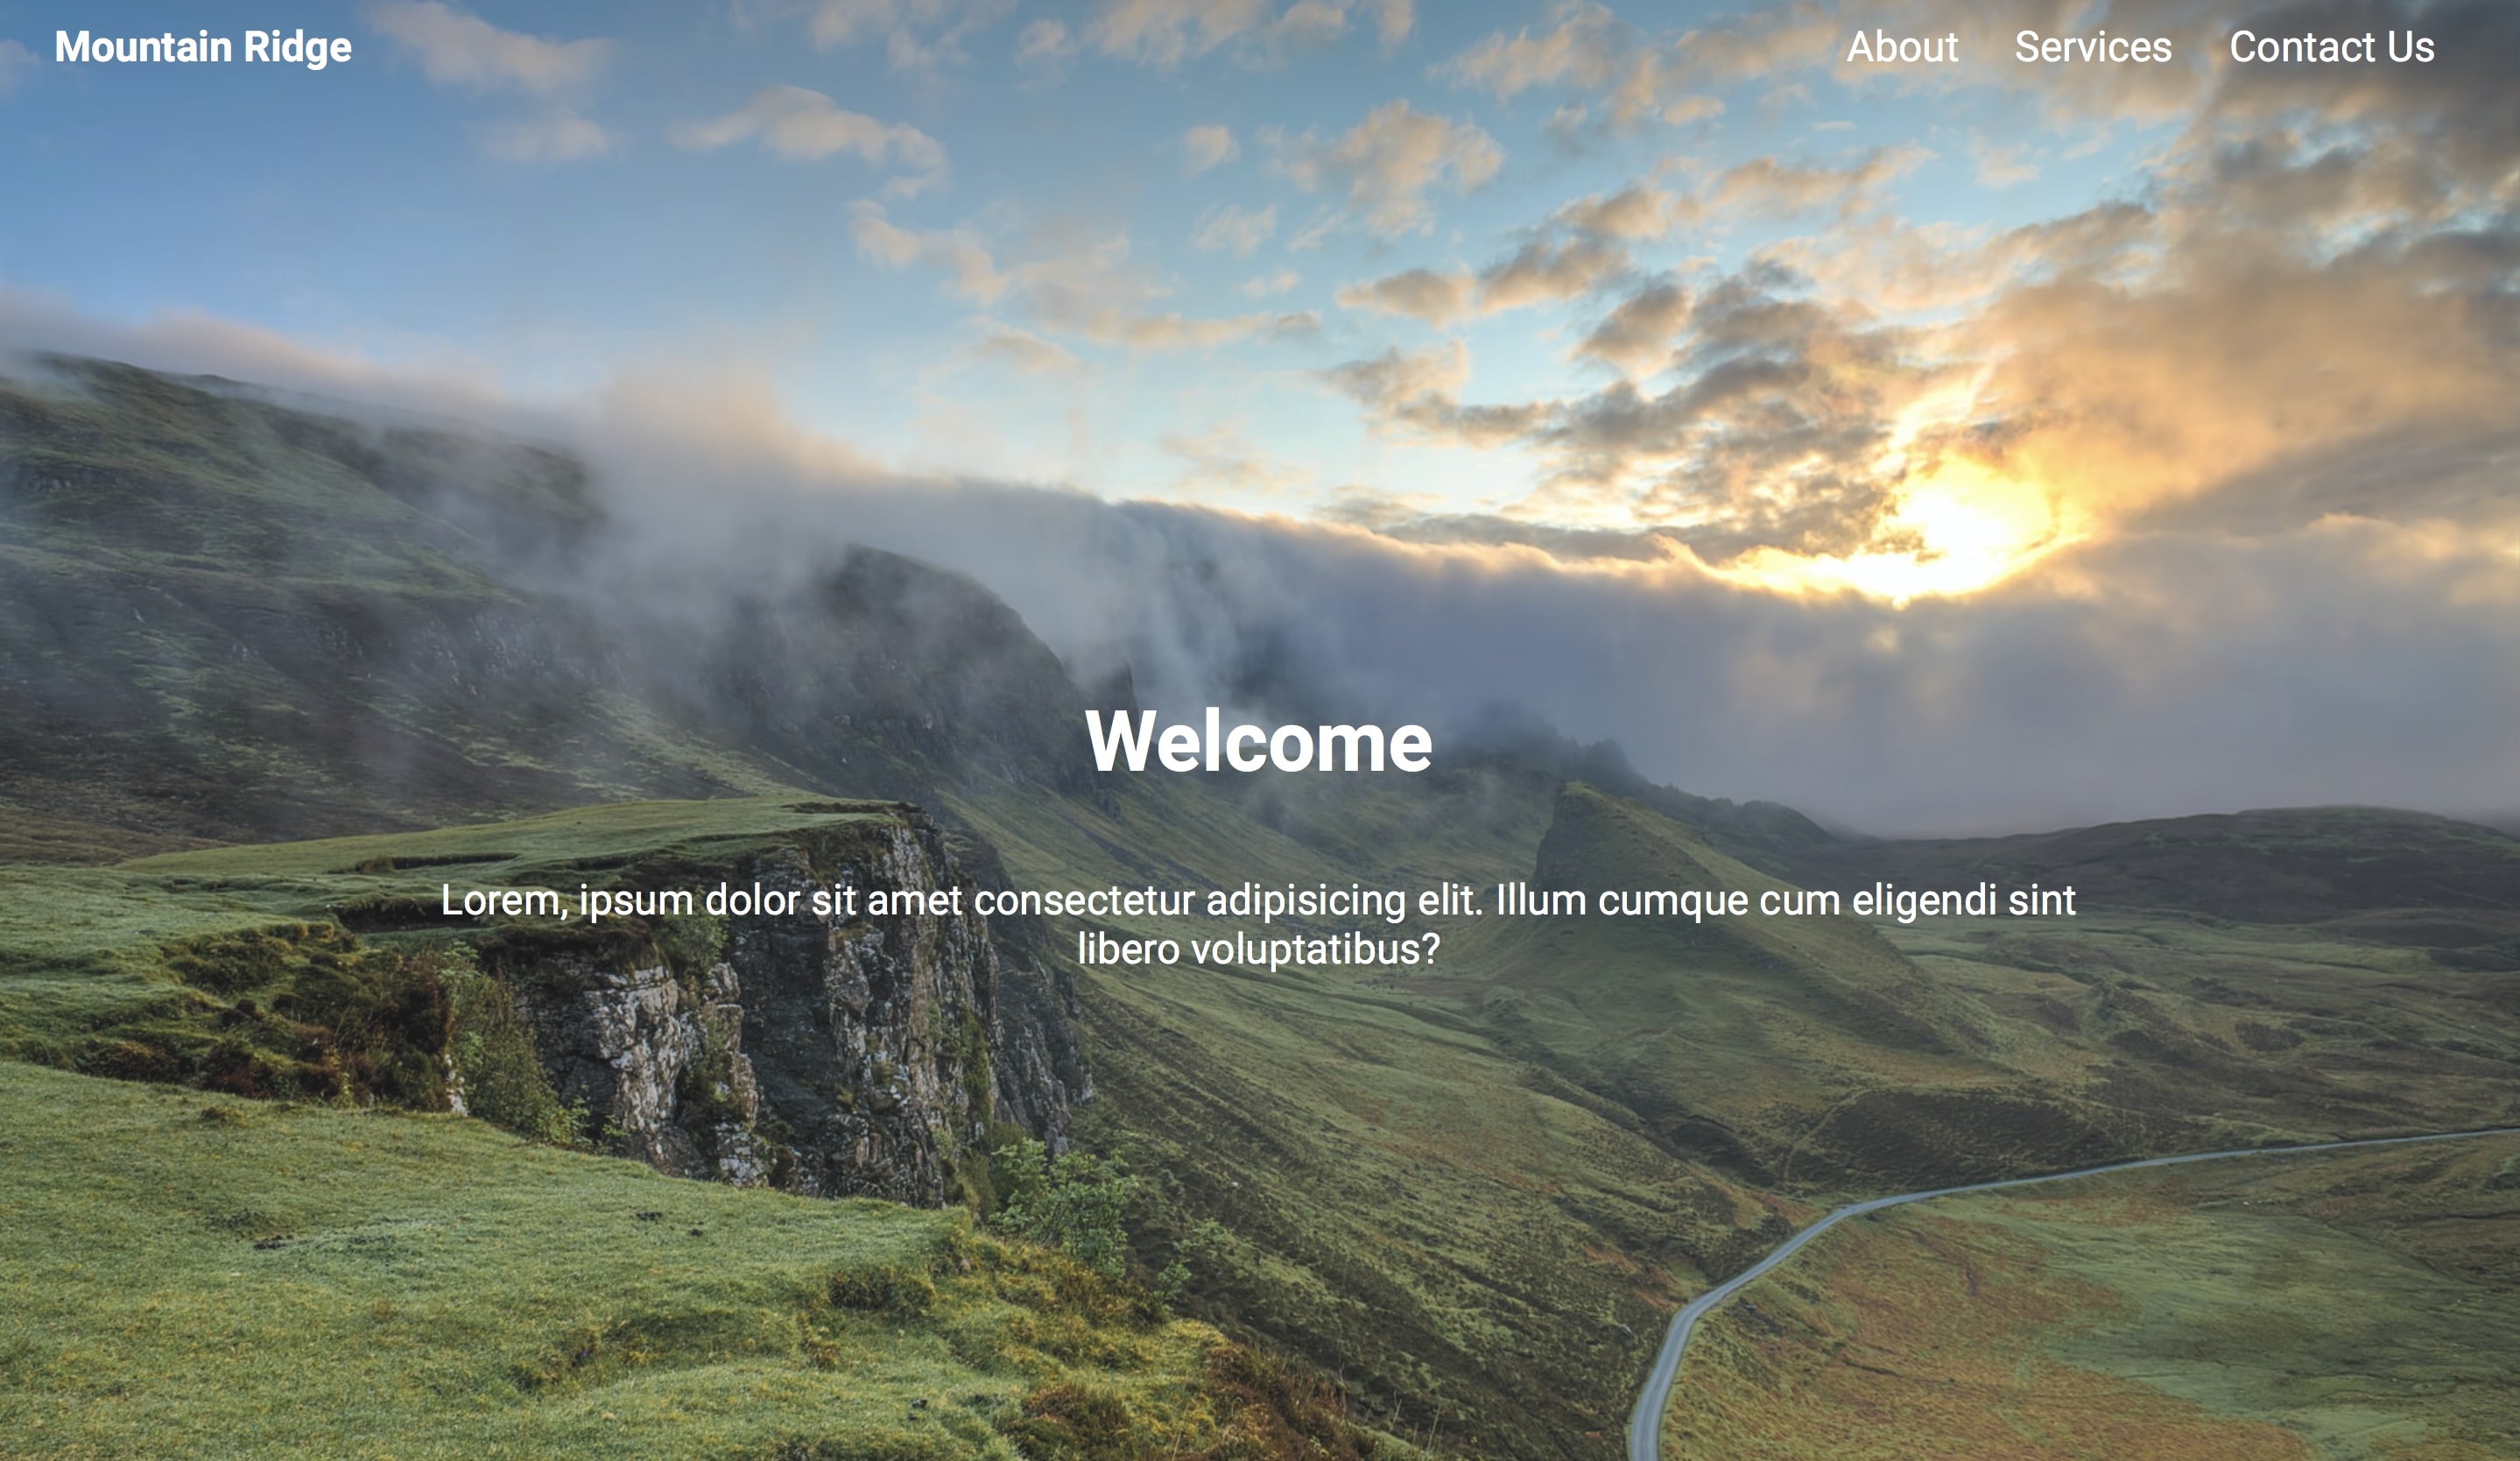 Mountain Ridge
About Services Contact Us
Welcome
Lorem, ipsum dolor sit amet consectetur adipisicing elit. Illum cumque cum eligendi sint
libero voluptatibus?